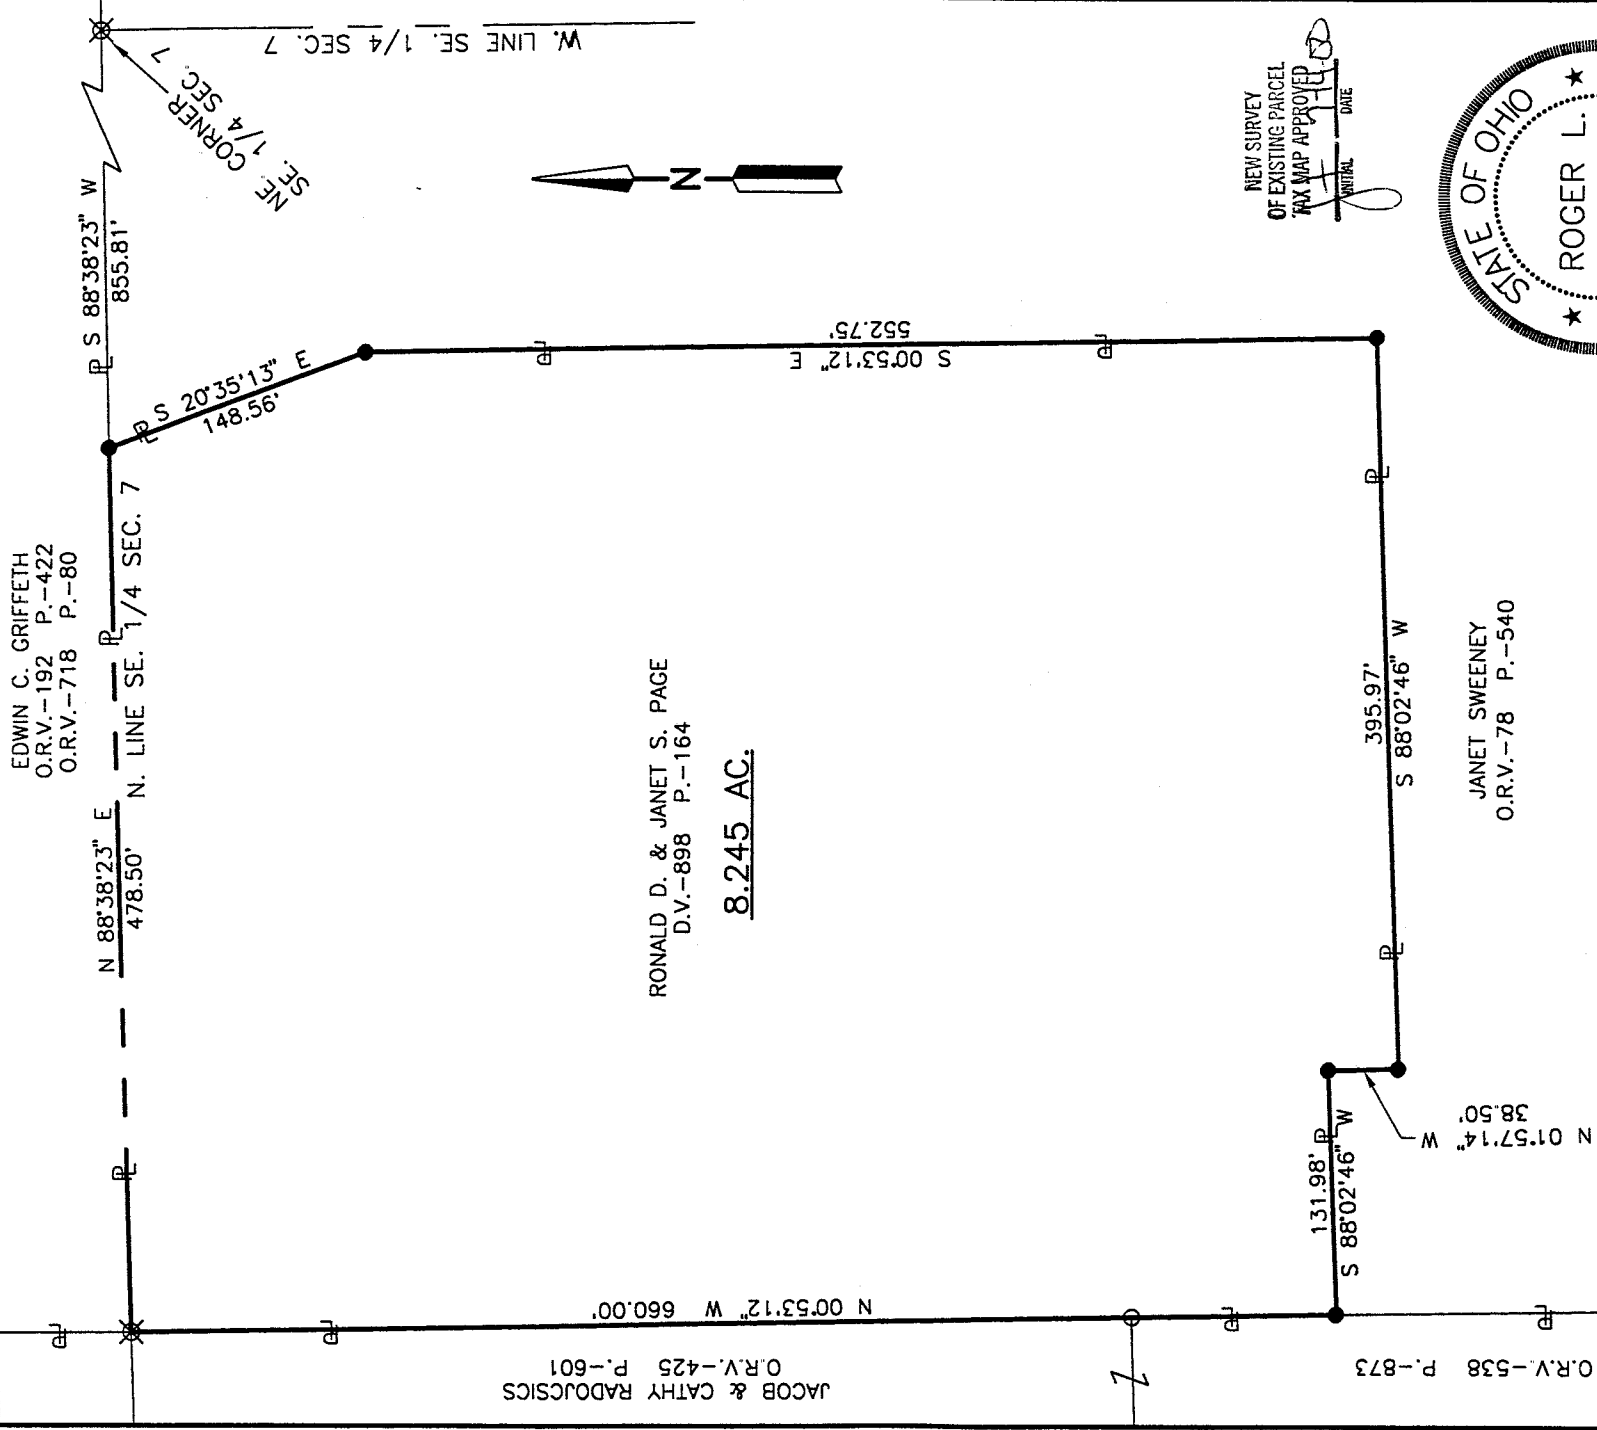 W. LINE SE. 1/4 SEC. 7
NE. CORNER
SE. 1/4 SEC. 7
S 88°38'23" W
855.81'
S 20°35'13" E
148.56'
EDWIN C. GRIFFETH
O.R.V.-192 P.-422
O.R.V.-718 P.-80
N 88°38'23" E
478.50'
N. LINE SE. 1/4 SEC. 7
N
NEW SURVEY
OF EXISTING PARCEL
TAX MAP APPROVED
INITIAL DATE
STATE OF OHIO
ROGER L.
552.75'
S 00°53'12" E
RONALD D. & JANET S. PAGE
D.V.-898 P.-164
8.245 AC.
395.97'
S 88°02'46" W
JANET SWEENEY
O.R.V.-78 P.-540
N 01°57'14" W
38.50'
131.98'
S 88°02'46" W
N 00°53'12" W 660.00'
JACOB & CATHY RADOJCSICS
O.R.V.-425 P.-601
O.R.V.-538 P.-873